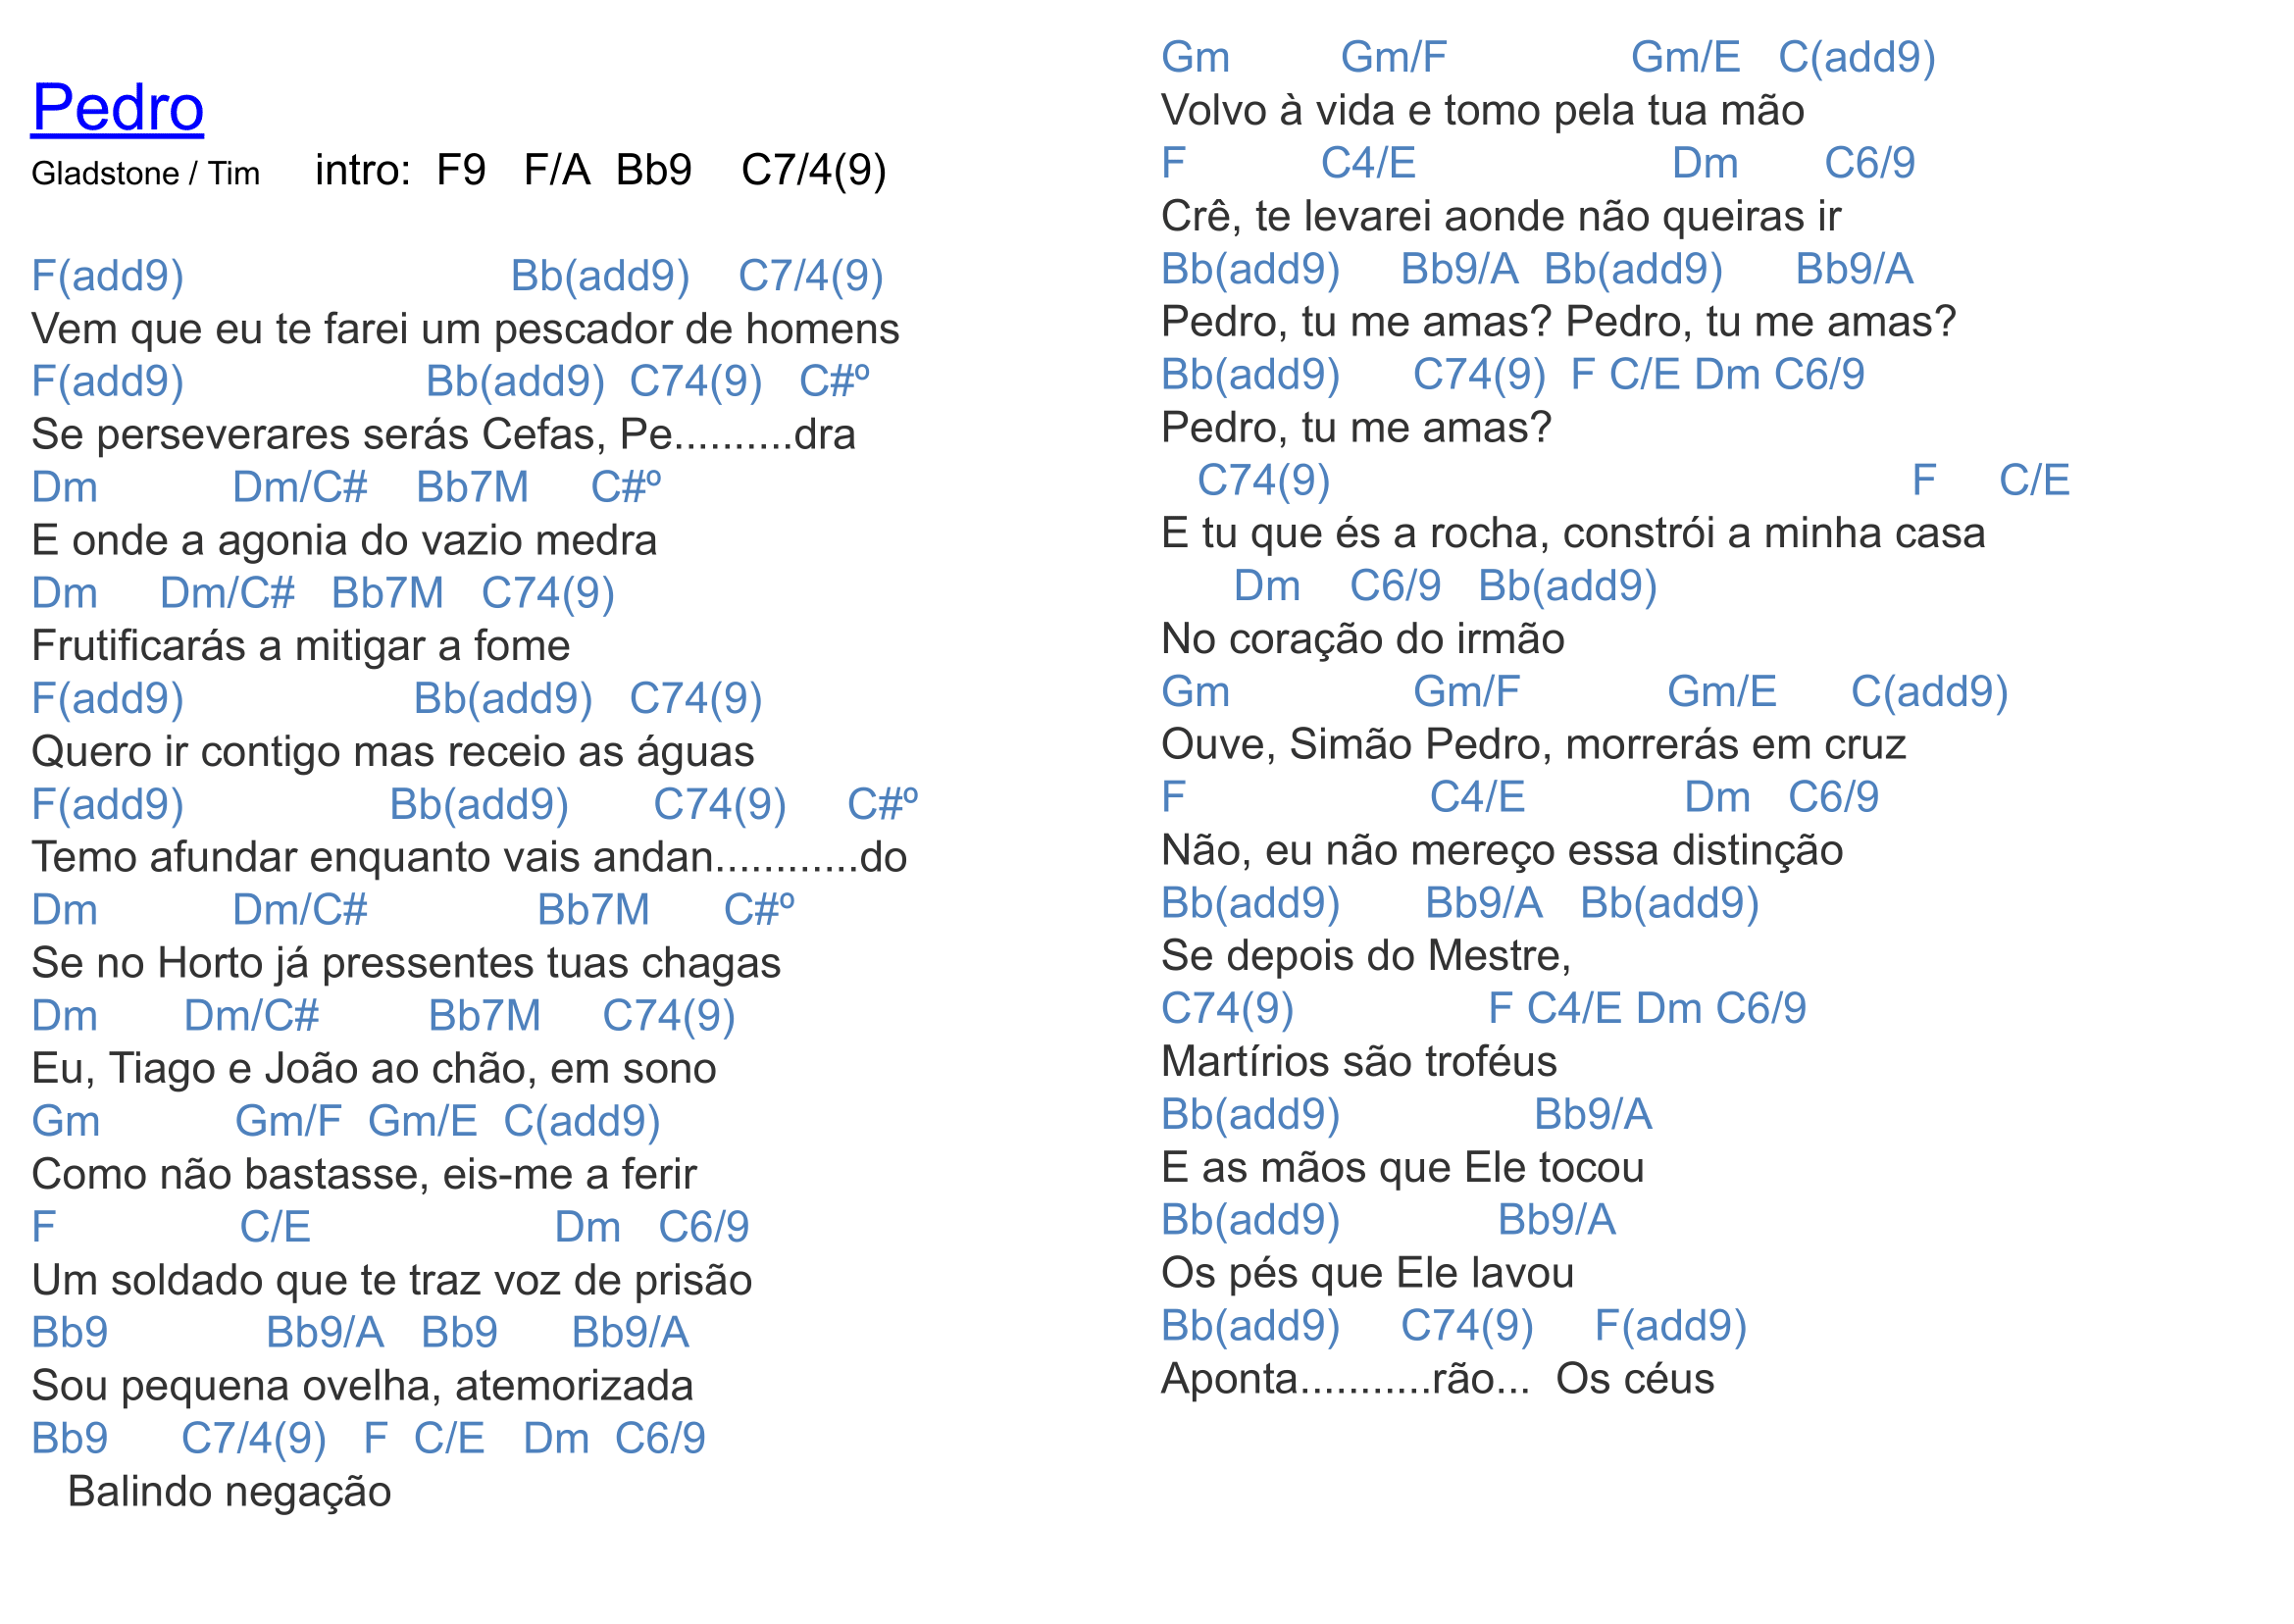 Pedro
Gladstone / Tim intro: F9 F/A Bb9 C7/4(9)
F(add9) Bb(add9) C7/4(9)
Vem que eu te farei um pescador de homens
F(add9) Bb(add9) C74(9) C#º
Se perseverares serás Cefas, Pe..........dra
Dm Dm/C# Bb7M C#º
E onde a agonia do vazio medra
Dm Dm/C# Bb7M C74(9)
Frutificarás a mitigar a fome
F(add9) Bb(add9) C74(9)
Quero ir contigo mas receio as águas
F(add9) Bb(add9) C74(9) C#º
Temo afundar enquanto vais andan............do
Dm Dm/C# Bb7M C#º
Se no Horto já pressentes tuas chagas
Dm Dm/C# Bb7M C74(9)
Eu, Tiago e João ao chão, em sono
Gm Gm/F Gm/E C(add9)
Como não bastasse, eis-me a ferir
F C/E Dm C6/9
Um soldado que te traz voz de prisão
Bb9 Bb9/A Bb9 Bb9/A
Sou pequena ovelha, atemorizada
Bb9 C7/4(9) F C/E Dm C6/9
Balindo negação
Gm Gm/F Gm/E C(add9)
Volvo à vida e tomo pela tua mão
F C4/E Dm C6/9
Crê, te levarei aonde não queiras ir
Bb(add9) Bb9/A Bb(add9) Bb9/A
Pedro, tu me amas? Pedro, tu me amas?
Bb(add9) C74(9) F C/E Dm C6/9
Pedro, tu me amas?
C74(9) F C/E
E tu que és a rocha, constrói a minha casa
Dm C6/9 Bb(add9)
No coração do irmão
Gm Gm/F Gm/E C(add9)
Ouve, Simão Pedro, morrerás em cruz
F C4/E Dm C6/9
Não, eu não mereço essa distinção
Bb(add9) Bb9/A Bb(add9)
Se depois do Mestre,
C74(9) F C4/E Dm C6/9
Martírios são troféus
Bb(add9) Bb9/A
E as mãos que Ele tocou
Bb(add9) Bb9/A
Os pés que Ele lavou
Bb(add9) C74(9) F(add9)
Aponta...........rão... Os céus